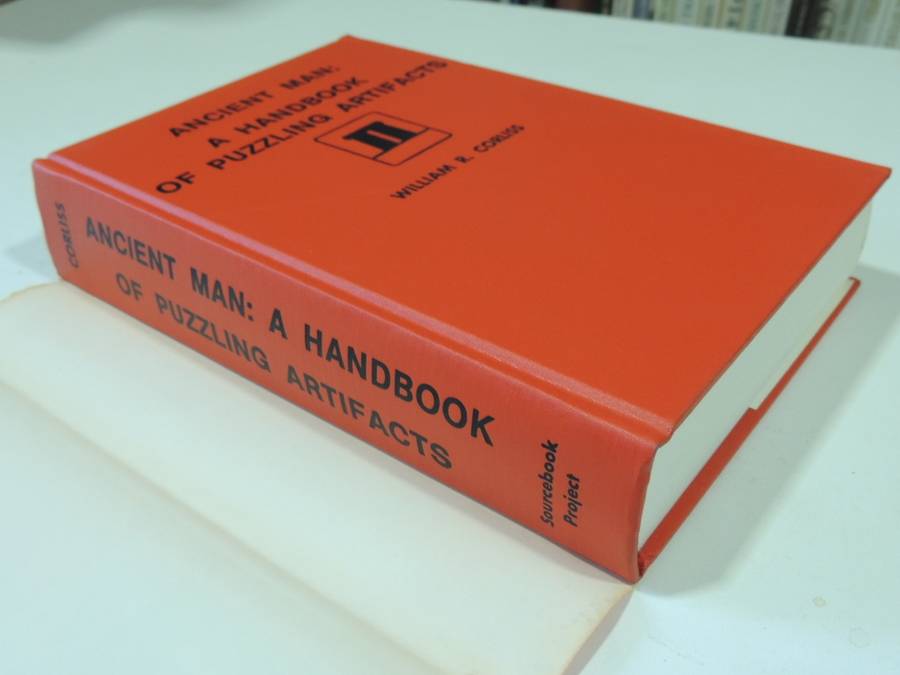 ANCIENT MAN:
A HANDBOOK
OF PUZZLING ARTIFACTS
WILLIAM R. CORLISS
CORLISS
ANCIENT MAN: A HANDBOOK
OF PUZZLING ARTIFACTS
Sourcebook
Project